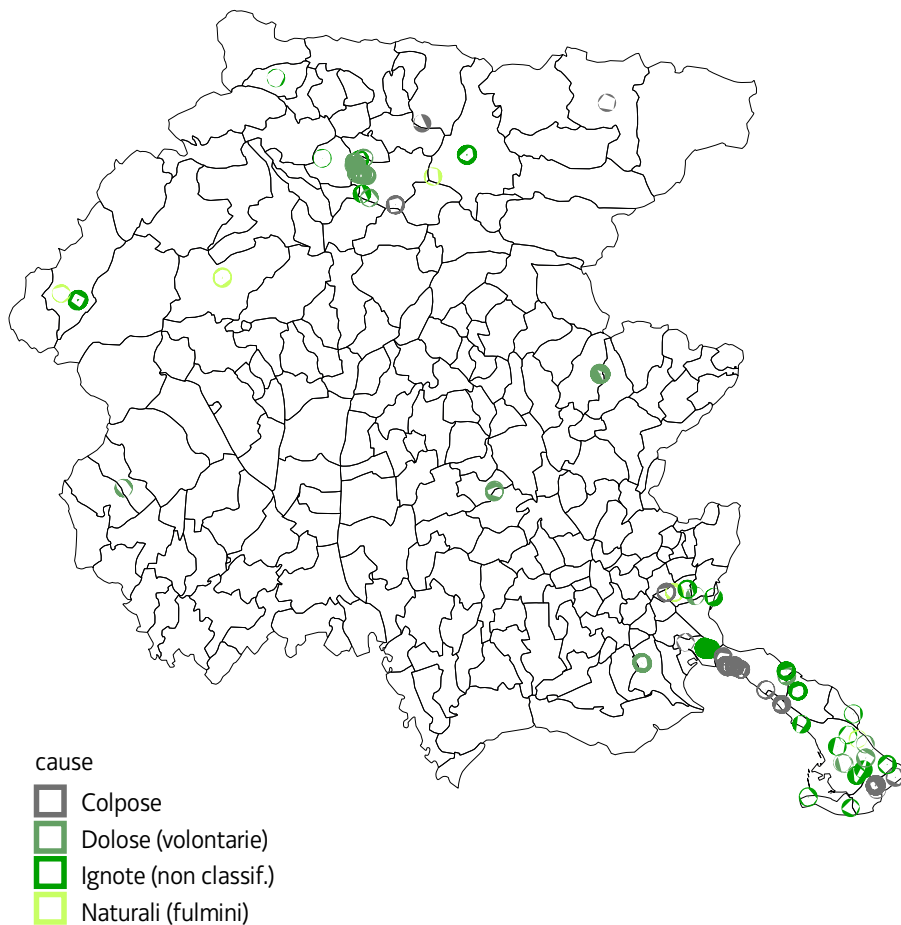 cause
Colpose
Dolose (volontarie)
Ignote (non classif.)
Naturali (fulmini)